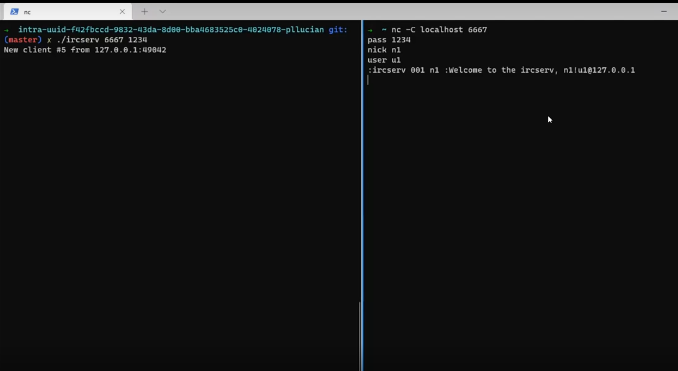 nc
→ intra-uuid-f42fbccd-9832-43da-8d00-bba4683525c0-4024078-pllucian git:
(master) ✗ ./ircserv 6667 1234
New client #5 from 127.0.0.1:49042
→ ~ nc -C localhost 6667
pass 1234
nick n1
user u1
:ircserv 001 n1 :Welcome to the ircserv, n1!u1@127.0.0.1